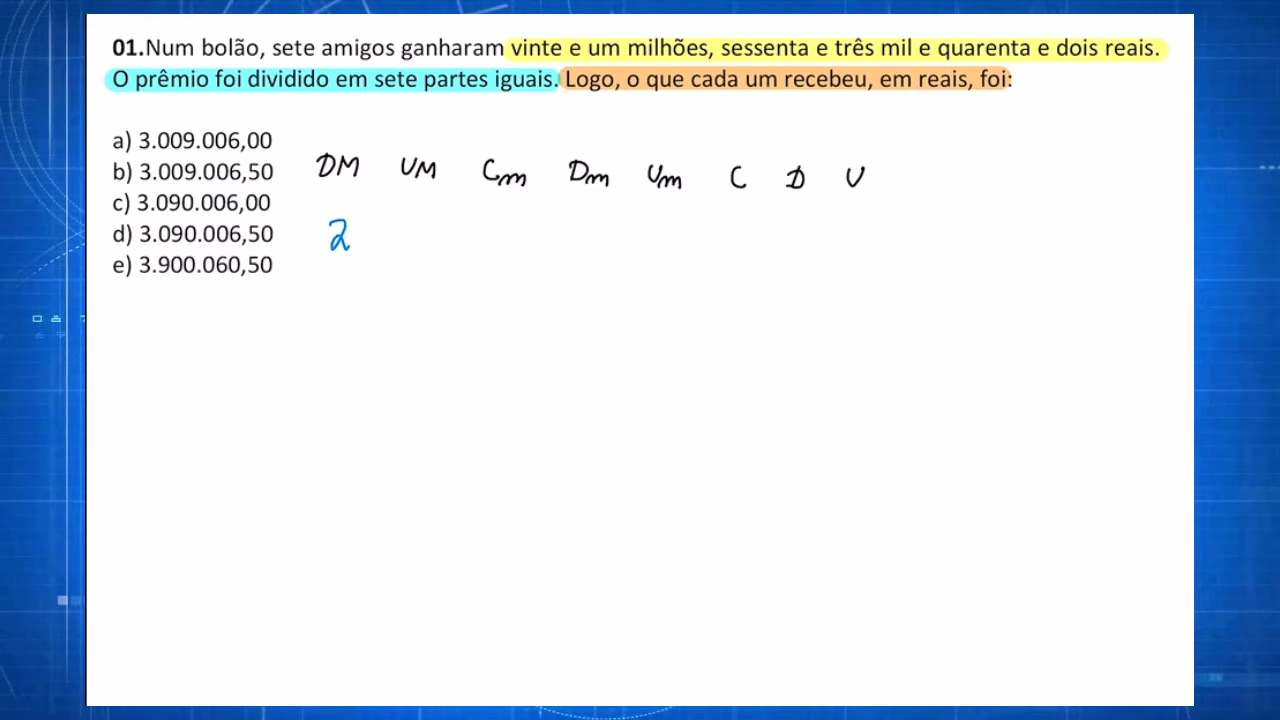 01.Num bolão, sete amigos ganharam vinte e um milhões, sessenta e três mil e quarenta e dois reais.
O prêmio foi dividido em sete partes iguais. Logo, o que cada um recebeu, em reais, foi:
a) 3.009.006,00
b) 3.009.006,50
c) 3.090.006,00
d) 3.090.006,50
e) 3.900.060,50
DM UM Cm Dm Um C D U
2